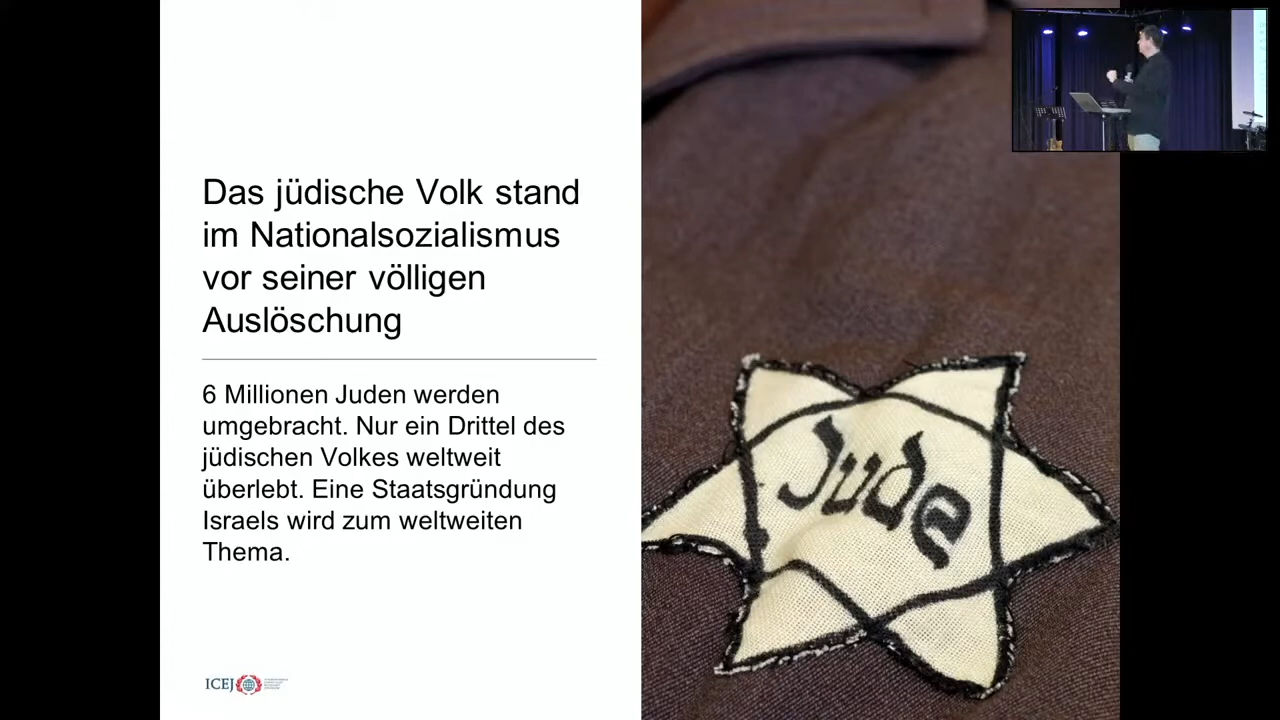 Das jüdische Volk stand
im Nationalsozialismus
vor seiner völligen
Auslöschung
6 Millionen Juden werden
umgebracht. Nur ein Drittel des
jüdischen Volkes weltweit
überlebt. Eine Staatsgründung
Israels wird zum weltweiten
Thema.
Jude
ICEJ